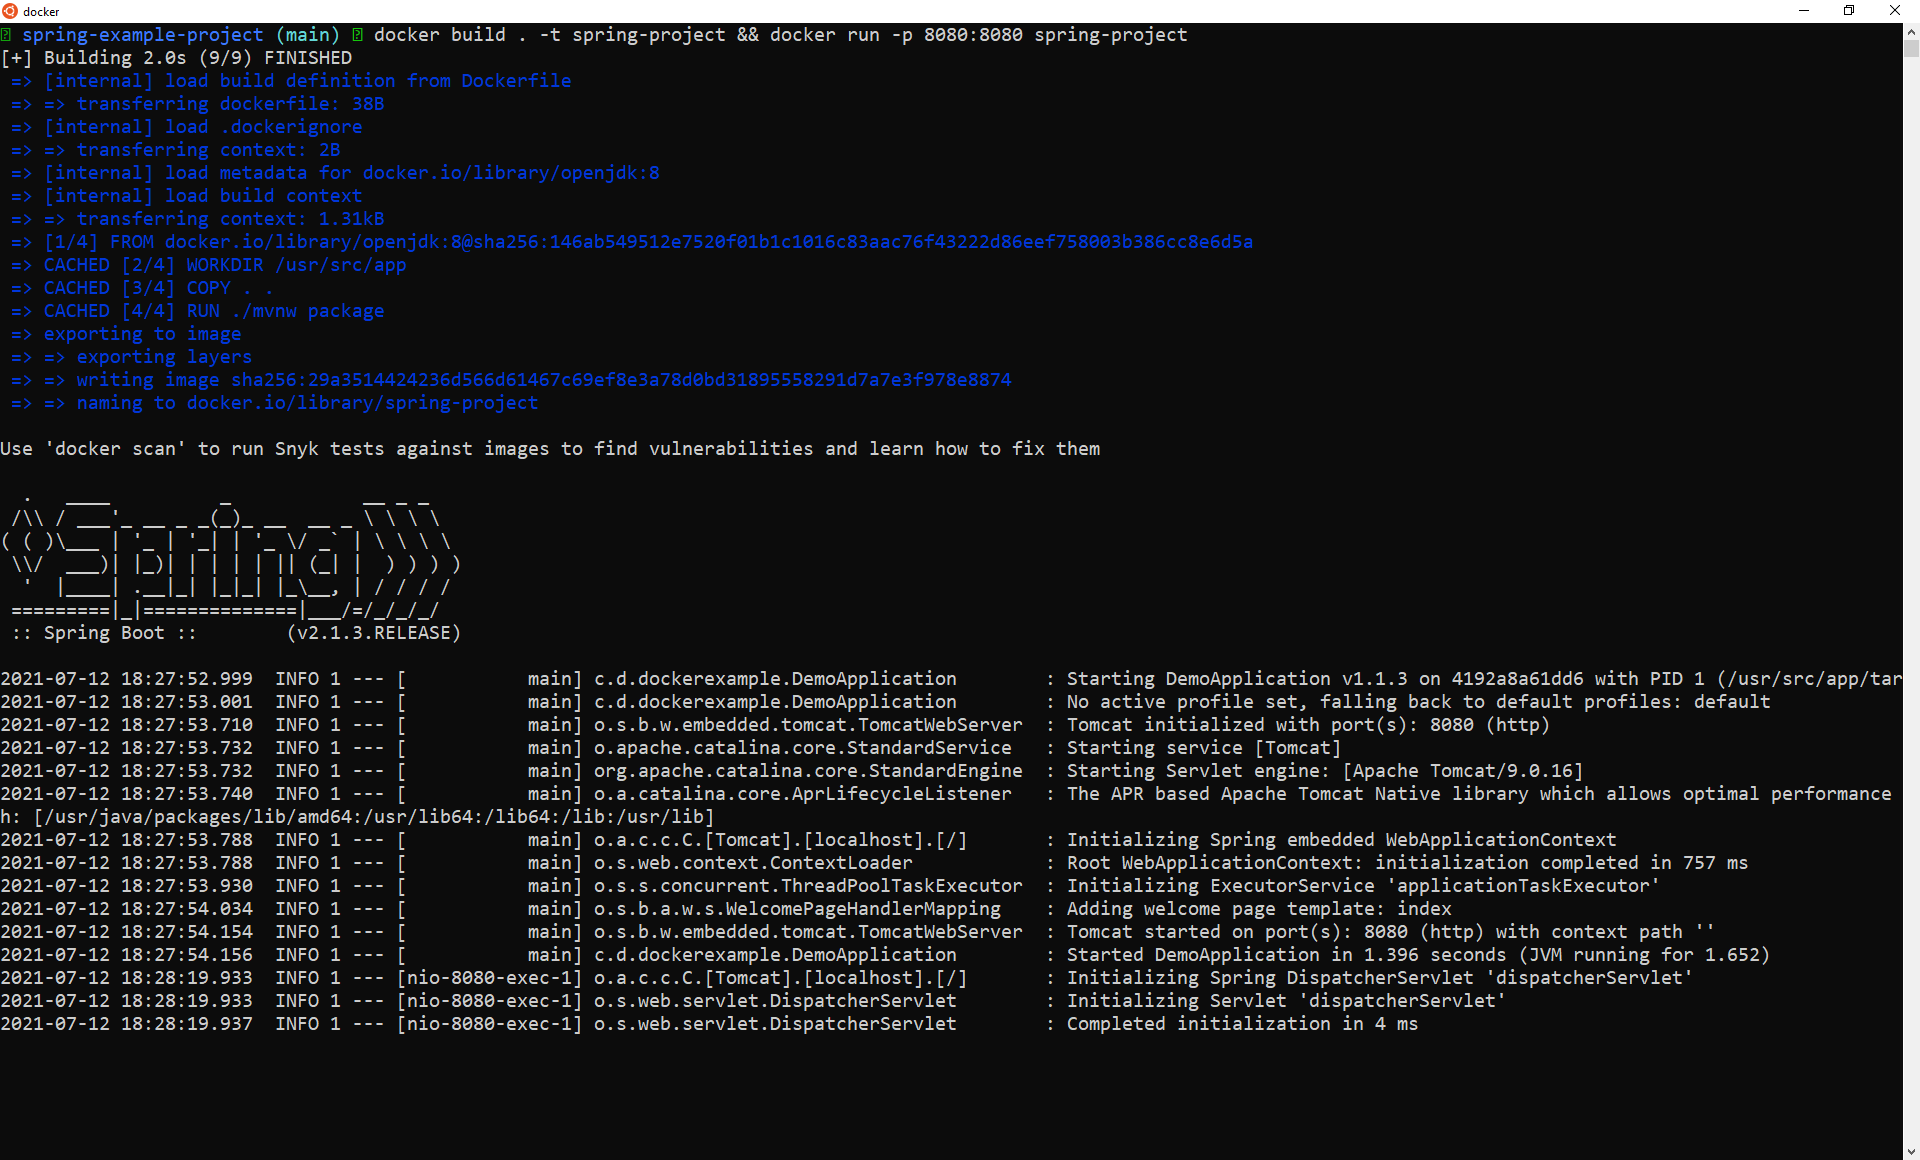 docker
spring-example-project (main) docker build . -t spring-project && docker run -p 8080:8080 spring-project
[+] Building 2.0s (9/9) FINISHED
 => [internal] load build definition from Dockerfile
 => => transferring dockerfile: 38B
 => [internal] load .dockerignore
 => => transferring context: 2B
 => [internal] load metadata for docker.io/library/openjdk:8
 => [internal] load build context
 => => transferring context: 1.31kB
 => [1/4] FROM docker.io/library/openjdk:8@sha256:146ab549512e7520f01b1c1016c83aac76f43222d86eef758003b386cc8e6d5a
 => CACHED [2/4] WORKDIR /usr/src/app
 => CACHED [3/4] COPY . .
 => CACHED [4/4] RUN ./mvnw package
 => exporting to image
 => => exporting layers
 => => writing image sha256:29a3514424236d566d61467c69ef8e3a78d0bd31895558291d7a7e3f978e8874
 => => naming to docker.io/library/spring-project

Use 'docker scan' to run Snyk tests against images to find vulnerabilities and learn how to fix them

  .   ____          _            __ _ _
 /\\ / ___'_ __ _ _(_)_ __  __ _ \ \ \ \
( ( )\___ | '_ | '_| | '_ \/ _` | \ \ \ \
 \\/  ___)| |_)| | | | | || (_| |  ) ) ) )
  '  |____| .__|_| |_|_| |_\__, | / / / /
 =========|_|==============|___/=/_/_/_/
 :: Spring Boot ::        (v2.1.3.RELEASE)

2021-07-12 18:27:52.999  INFO 1 --- [           main] c.d.dockerexample.DemoApplication        : Starting DemoApplication v1.1.3 on 4192a8a61dd6 with PID 1 (/usr/src/app/tar
2021-07-12 18:27:53.001  INFO 1 --- [           main] c.d.dockerexample.DemoApplication        : No active profile set, falling back to default profiles: default
2021-07-12 18:27:53.710  INFO 1 --- [           main] o.s.b.w.embedded.tomcat.TomcatWebServer  : Tomcat initialized with port(s): 8080 (http)
2021-07-12 18:27:53.732  INFO 1 --- [           main] o.apache.catalina.core.StandardService   : Starting service [Tomcat]
2021-07-12 18:27:53.732  INFO 1 --- [           main] org.apache.catalina.core.StandardEngine  : Starting Servlet engine: [Apache Tomcat/9.0.16]
2021-07-12 18:27:53.740  INFO 1 --- [           main] o.a.catalina.core.AprLifecycleListener   : The APR based Apache Tomcat Native library which allows optimal performance
h: [/usr/java/packages/lib/amd64:/usr/lib64:/lib64:/lib:/usr/lib]
2021-07-12 18:27:53.788  INFO 1 --- [           main] o.a.c.c.C.[Tomcat].[localhost].[/]       : Initializing Spring embedded WebApplicationContext
2021-07-12 18:27:53.788  INFO 1 --- [           main] o.s.web.context.ContextLoader            : Root WebApplicationContext: initialization completed in 757 ms
2021-07-12 18:27:53.930  INFO 1 --- [           main] o.s.s.concurrent.ThreadPoolTaskExecutor  : Initializing ExecutorService 'applicationTaskExecutor'
2021-07-12 18:27:54.034  INFO 1 --- [           main] o.s.b.a.w.s.WelcomePageHandlerMapping    : Adding welcome page template: index
2021-07-12 18:27:54.154  INFO 1 --- [           main] o.s.b.w.embedded.tomcat.TomcatWebServer  : Tomcat started on port(s): 8080 (http) with context path ''
2021-07-12 18:27:54.156  INFO 1 --- [           main] c.d.dockerexample.DemoApplication        : Started DemoApplication in 1.396 seconds (JVM running for 1.652)
2021-07-12 18:28:19.933  INFO 1 --- [nio-8080-exec-1] o.a.c.c.C.[Tomcat].[localhost].[/]       : Initializing Spring DispatcherServlet 'dispatcherServlet'
2021-07-12 18:28:19.933  INFO 1 --- [nio-8080-exec-1] o.s.web.servlet.DispatcherServlet        : Initializing Servlet 'dispatcherServlet'
2021-07-12 18:28:19.937  INFO 1 --- [nio-8080-exec-1] o.s.web.servlet.DispatcherServlet        : Completed initialization in 4 ms